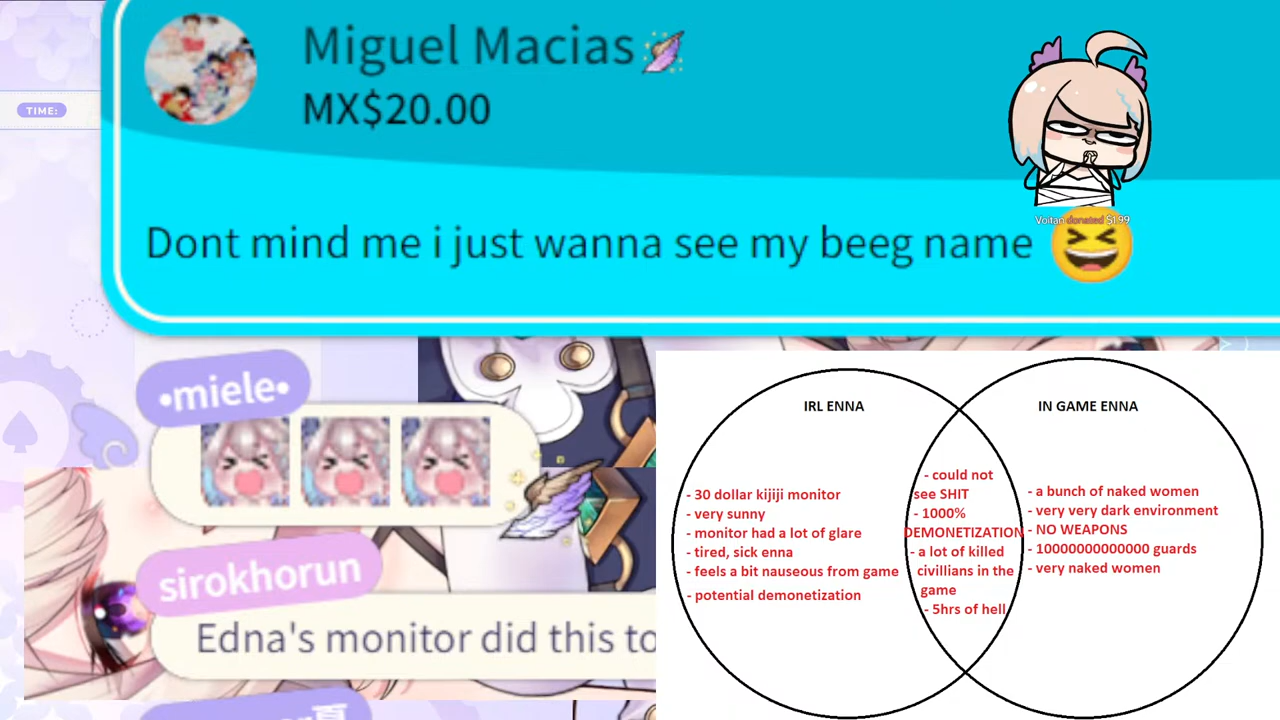 Miguel Macias
MX$20.00
TIME:
Voitan donated $1.99
Dont mind me i just wanna see my beeg name
•miele•
sirokhorun
Edna's monitor did this to
IRL ENNA
- 30 dollar kijiji monitor
- very sunny
- monitor had a lot of glare
- tired, sick enna
- feels a bit nauseous from game
- potential demonetization
- could not
see SHIT
- 1000%
DEMONETIZATION
- a lot of killed
civillians in the
game
- 5hrs of hell
IN GAME ENNA
- a bunch of naked women
- very very dark environment
- NO WEAPONS
- 10000000000000 guards
- very naked women